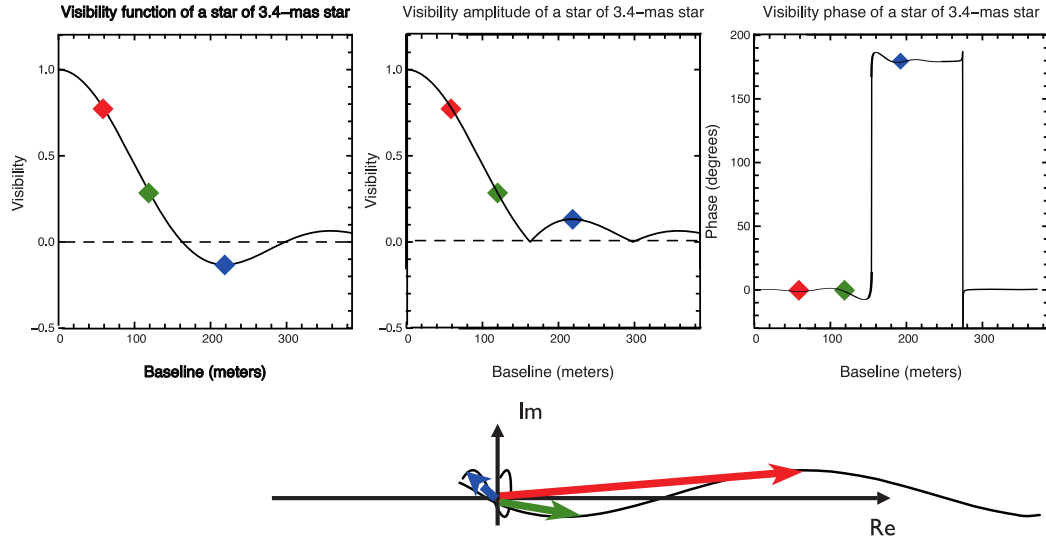 Visibility function of a star of 3.4–mas star
Visibility amplitude of a star of 3.4–mas star
Visibility phase of a star of 3.4–mas star
Visibility
1.0
0.5
0.0
−0.5
0
100
200
300
Baseline (meters)
Visibility
1.0
0.5
0.0
−0.5
0
100
200
300
Baseline (meters)
Phase (degrees)
200
150
100
50
0
0
100
200
300
Baseline (meters)
Im
Re